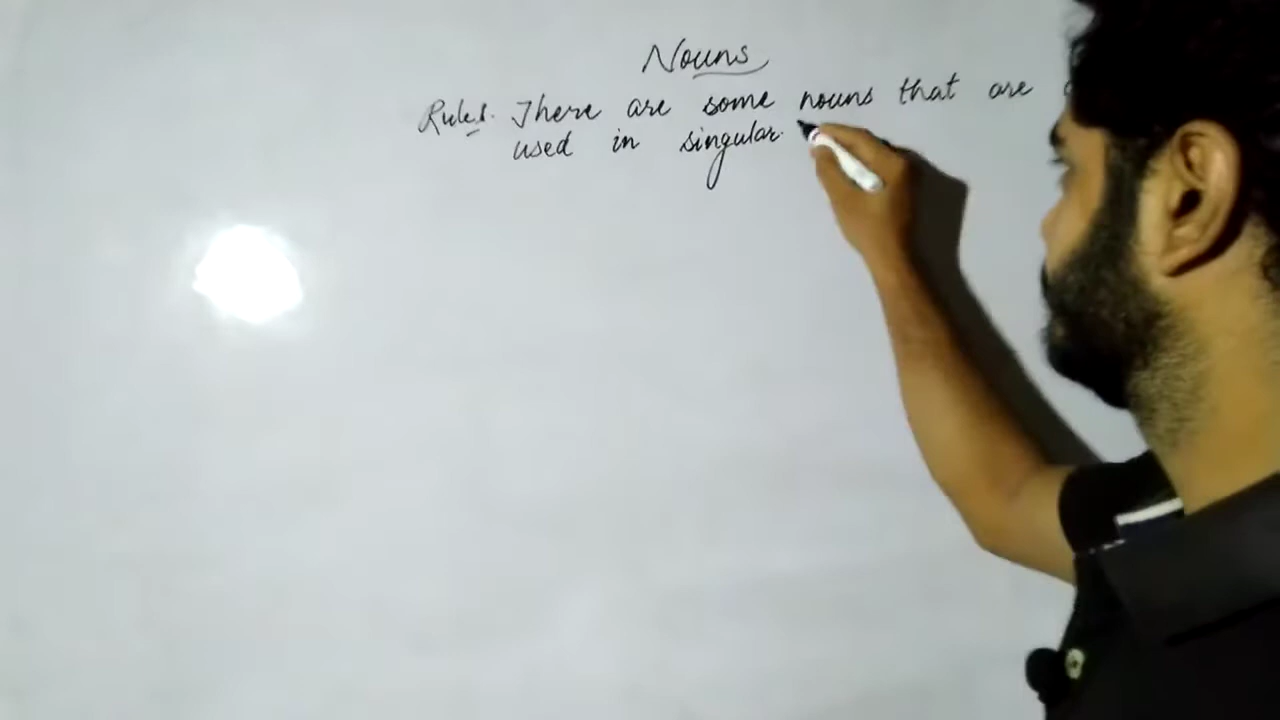 Nouns
Rule1. There are some nouns that are
used in singular.